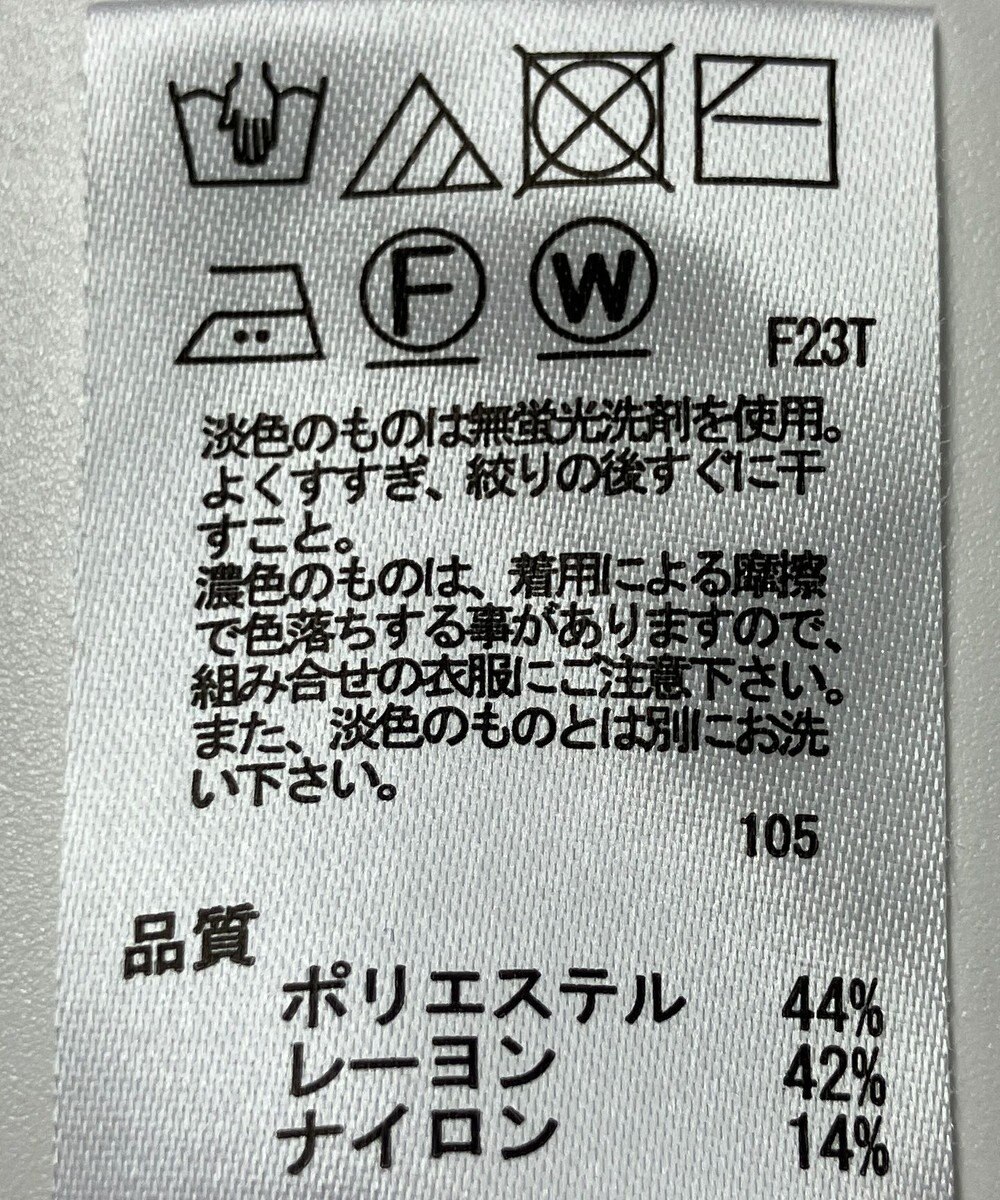 F W F23T
淡色のものは無蛍光洗剤を使用。
よくすすぎ、絞りの後すぐに干
すこと。
濃色のものは、着用による摩擦
で色落ちする事がありますので、
組み合せの衣服にご注意下さい。
また、淡色のものとは別にお洗
い下さい。
105
品質
ポリエステル 44%
レーヨン 42%
ナイロン 14%